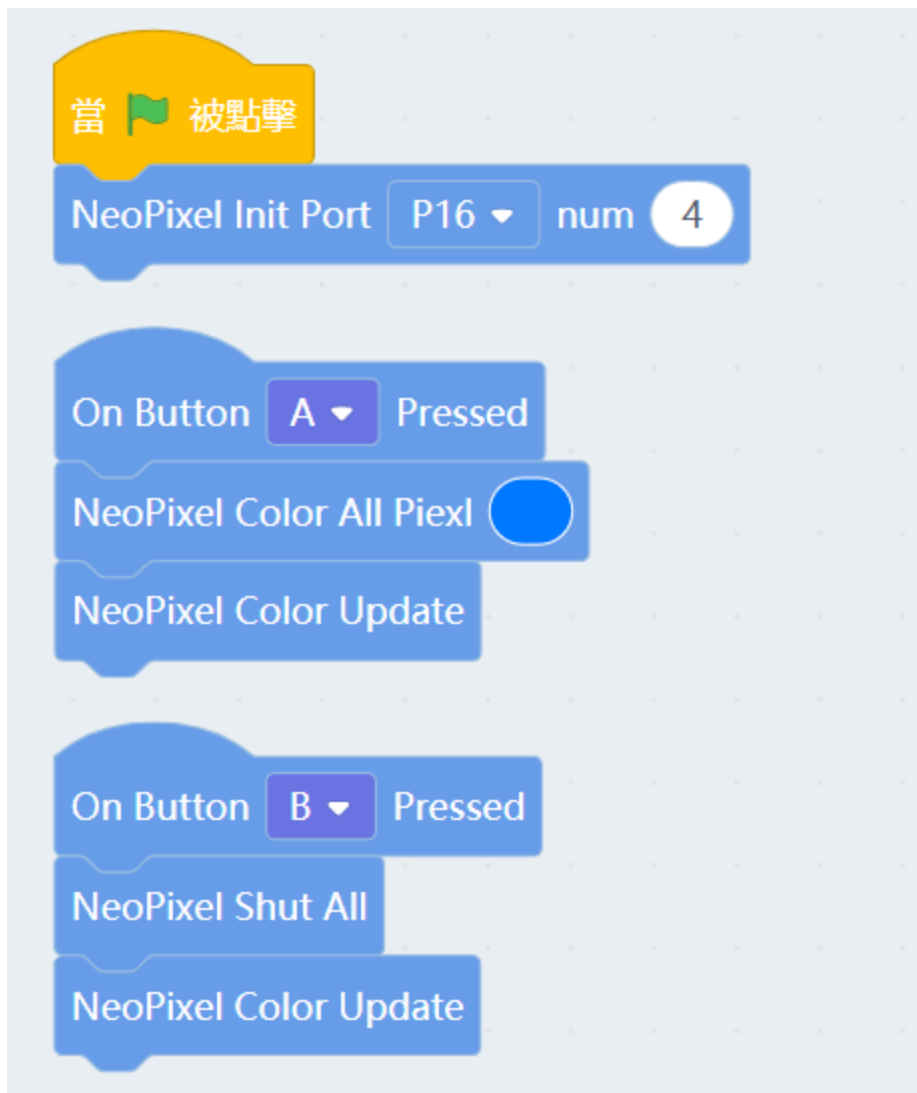 當 被點擊
NeoPixel Init Port P16 num 4
On Button A Pressed
NeoPixel Color All Piexl
NeoPixel Color Update
On Button B Pressed
NeoPixel Shut All
NeoPixel Color Update